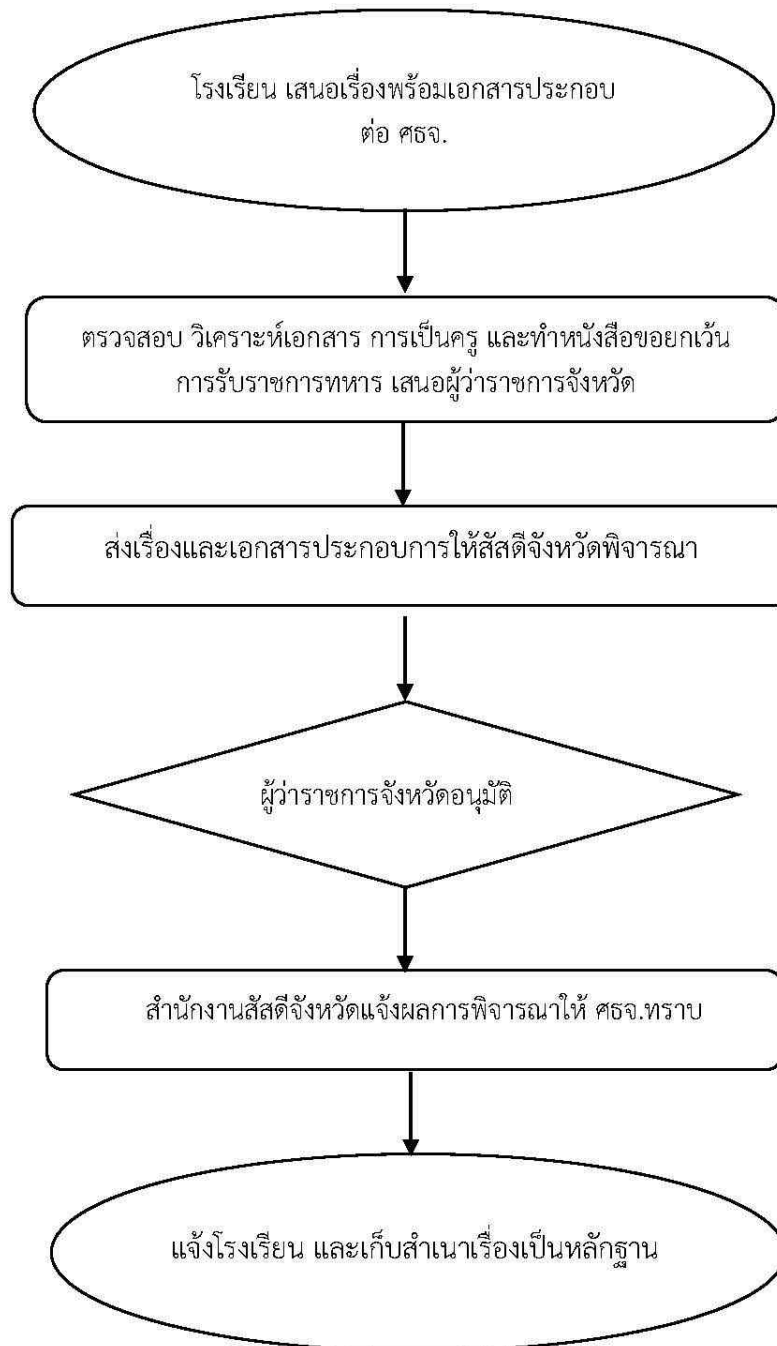 โรงเรียน เสนอเรื่องพร้อมเอกสารประกอบ
ต่อ ศธจ.
ตรวจสอบ วิเคราะห์เอกสาร การเป็นครู และทำหนังสือขอยกเว้น
การรับราชการทหาร เสนอผู้ว่าราชการจังหวัด
ส่งเรื่องและเอกสารประกอบการให้สัสดีจังหวัดพิจารณา
ผู้ว่าราชการจังหวัดอนุมัติ
สำนักงานสัสดีจังหวัดแจ้งผลการพิจารณาให้ ศธจ.ทราบ
แจ้งโรงเรียน และเก็บสำเนาเรื่องเป็นหลักฐาน